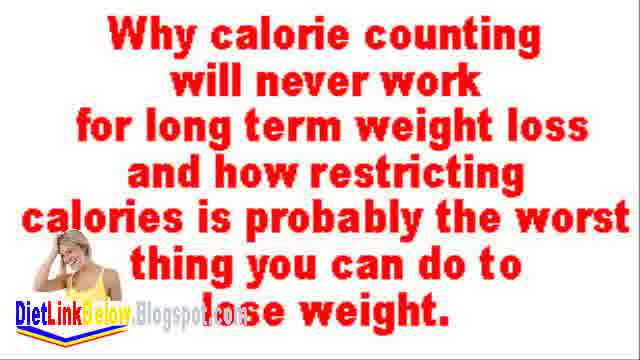 Why calorie counting
will never work
for long term weight loss
and how restricting
calories is probably the worst
thing you can do to
lose weight.
DietLinkBelow.Blogspot.com